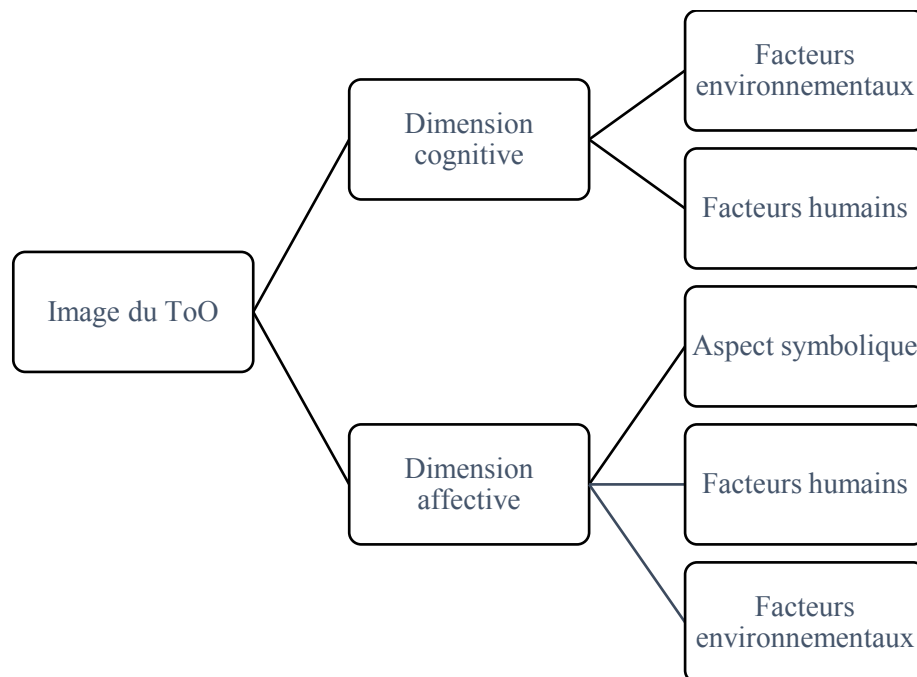 Facteurs
environnementaux
Dimension
cognitive
Facteurs humains
Image du ToO
Aspect symbolique
Dimension
affective
Facteurs humains
Facteurs
environnementaux